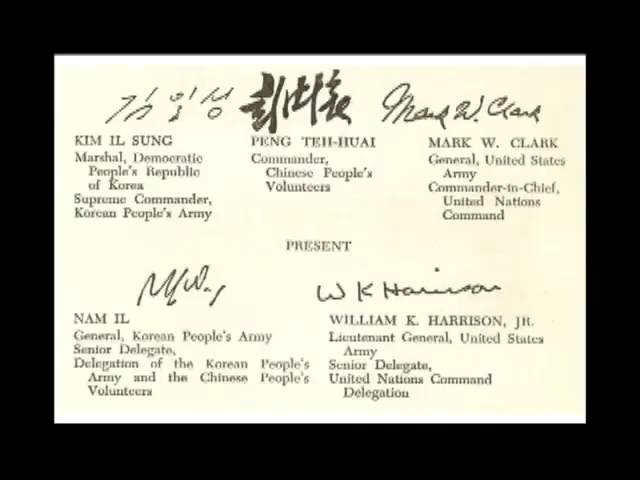 김일성
KIM IL SUNG
Marshal, Democratic
People's Republic
of Korea
Supreme Commander,
Korean People's Army
PENG TEH-HUAI
Commander,
Chinese People's
Volunteers
Mark W. Clark
MARK W. CLARK
General, United States
Army
Commander-in-Chief,
United Nations
Command
PRESENT
NAM IL
General, Korean People's Army
Senior Delegate,
Delegation of the Korean People's
Army and the Chinese People's
Volunteers
W K Harrison
WILLIAM K. HARRISON, JR.
Lieutenant General, United States
Army
Senior Delegate,
United Nations Command
Delegation